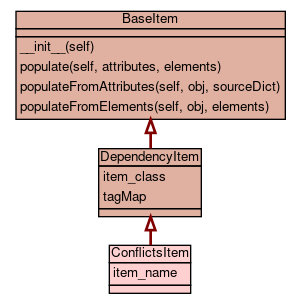 BaseItem
__init__(self)
populate(self, attributes, elements)
populateFromAttributes(self, obj, sourceDict)
populateFromElements(self, obj, elements)
DependencyItem
item_class
tagMap
ConflictsItem
item_name